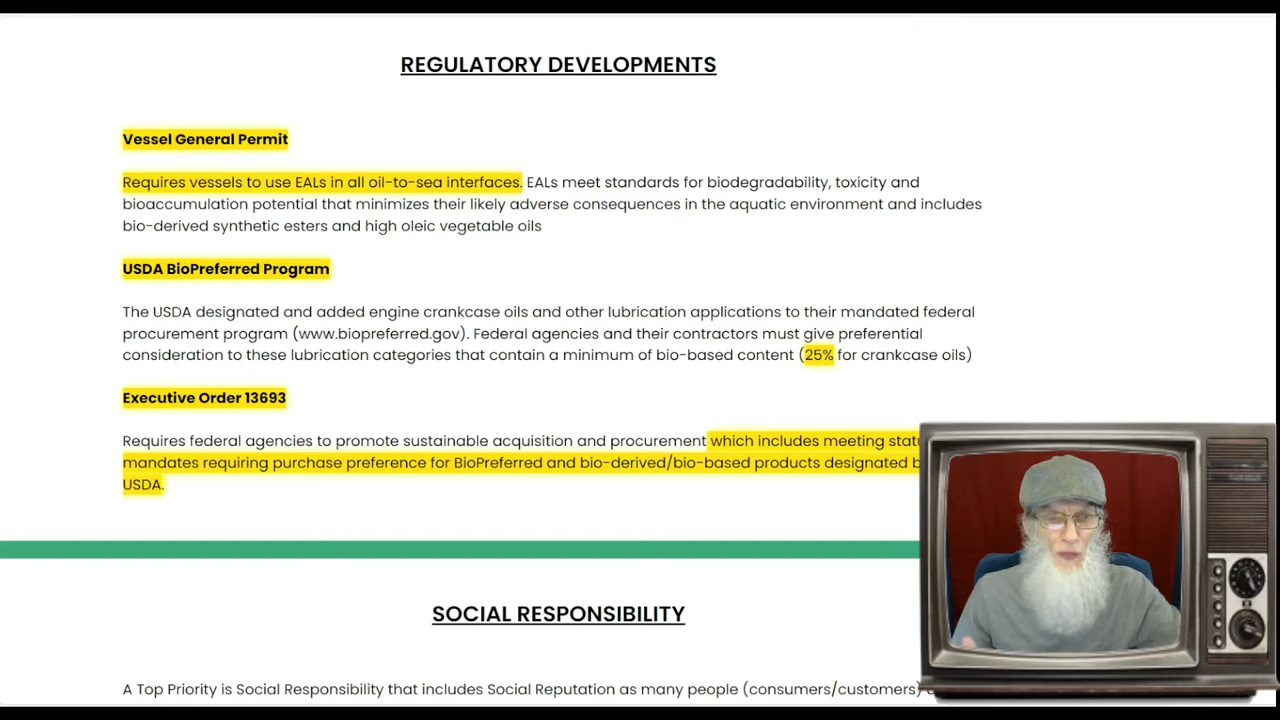 REGULATORY DEVELOPMENTS
Vessel General Permit
Requires vessels to use EALs in all oil-to-sea interfaces. EALs meet standards for biodegradability, toxicity and
bioaccumulation potential that minimizes their likely adverse consequences in the aquatic environment and includes
bio-derived synthetic esters and high oleic vegetable oils
USDA BioPreferred Program
The USDA designated and added engine crankcase oils and other lubrication applications to their mandated federal
procurement program (www.biopreferred.gov). Federal agencies and their contractors must give preferential
consideration to these lubrication categories that contain a minimum of bio-based content (25% for crankcase oils)
Executive Order 13693
Requires federal agencies to promote sustainable acquisition and procurement which includes meeting
mandates requiring purchase preference for BioPreferred and bio-derived/bio-based products designated
USDA.
SOCIAL RESPONSIBILITY
A Top Priority is Social Responsibility that includes Social Reputation as many people (consumers/customers)